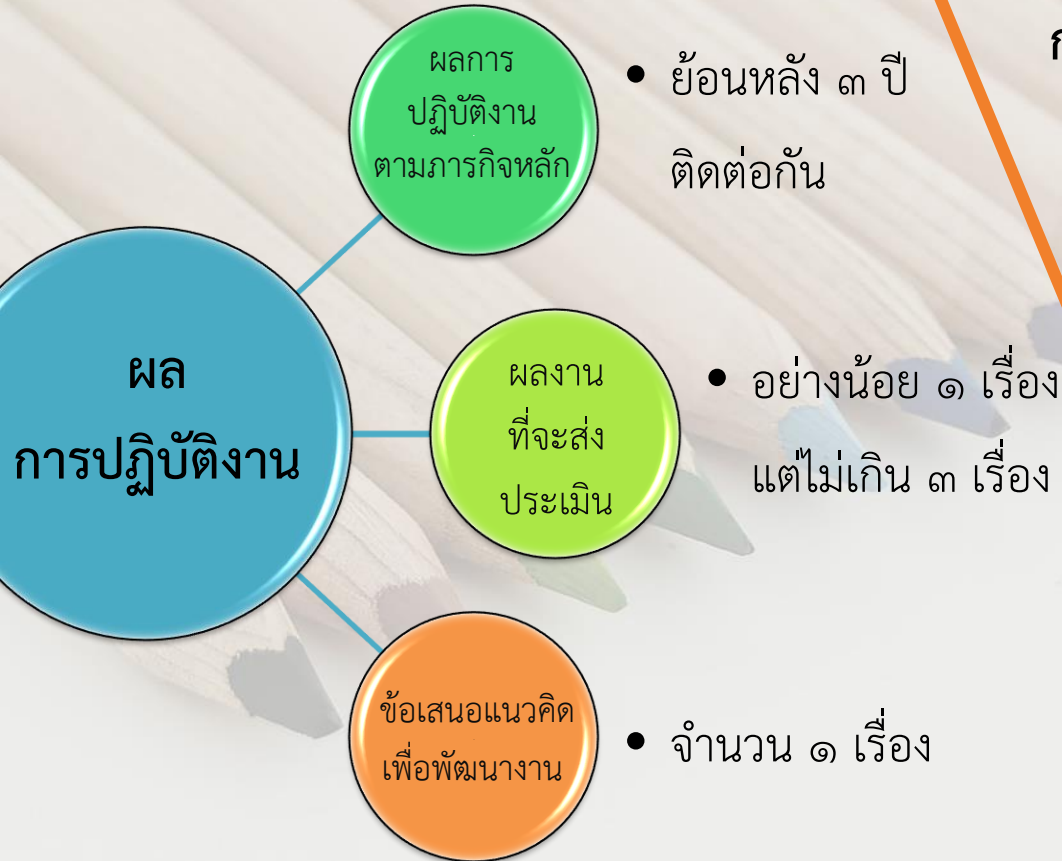 ผลการ
ปฏิบัติงาน
ตามภารกิจหลัก
• ย้อนหลัง ๓ ปี
ติดต่อกัน
ผล
การปฏิบัติงาน
ผลงาน
ที่จะส่ง
ประเมิน
• อย่างน้อย ๑ เรื่อง
แต่ไม่เกิน ๓ เรื่อง
ข้อเสนอแนวคิด
เพื่อพัฒนางาน
• จำนวน ๑ เรื่อง